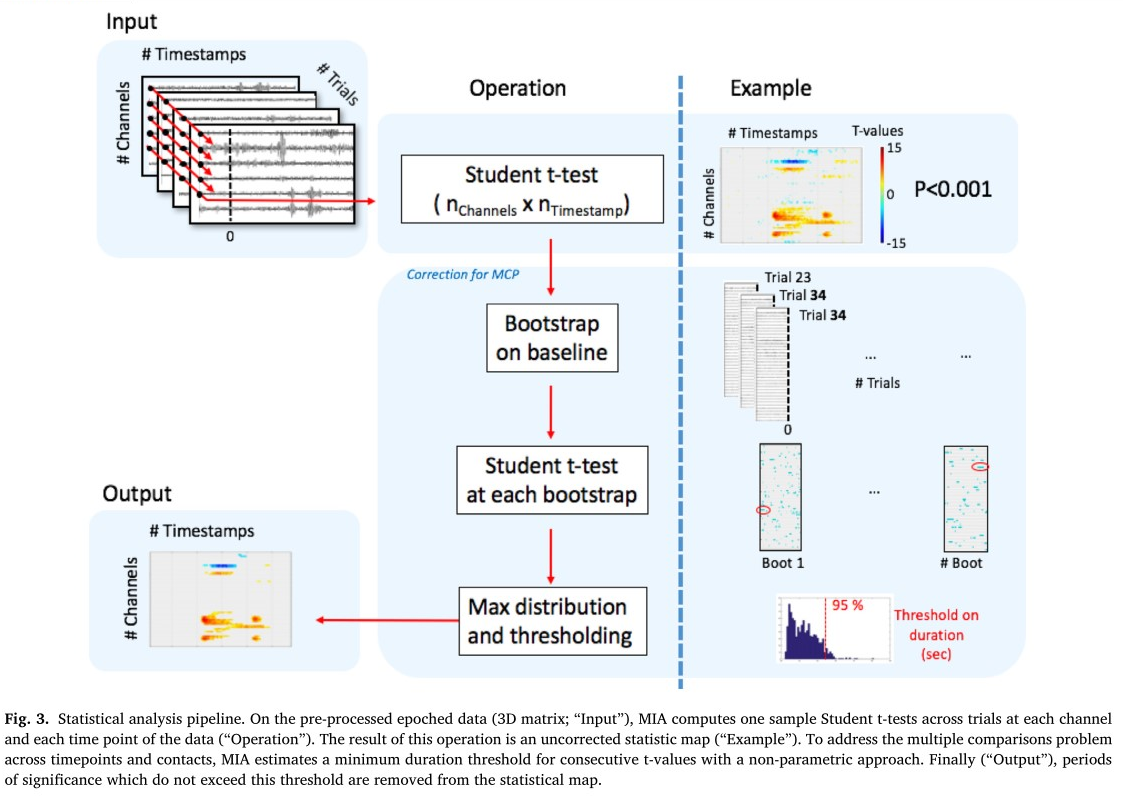 Input
# Timestamps
# Trials
# Channels
0
Operation
Example
Student t-test
( nChannels x nTimestamp)
# Timestamps
T-values
# Channels
15
0
-15
P<0.001
Correction for MCP
Bootstrap
on baseline
Trial 23
Trial 34
Trial 34
...
...
# Trials
0
Student t-test
at each bootstrap
...
Boot 1
# Boot
Max distribution
and thresholding
95 %
Threshold on
duration
(sec)
Output
# Timestamps
# Channels
Fig. 3. Statistical analysis pipeline. On the pre-processed epoched data (3D matrix; “Input”), MIA computes one sample Student t-tests across trials at each channel
and each time point of the data (“Operation”). The result of this operation is an uncorrected statistic map (“Example”). To address the multiple comparisons problem
across timepoints and contacts, MIA estimates a minimum duration threshold for consecutive t-values with a non-parametric approach. Finally (“Output”), periods
of significance which do not exceed this threshold are removed from the statistical map.